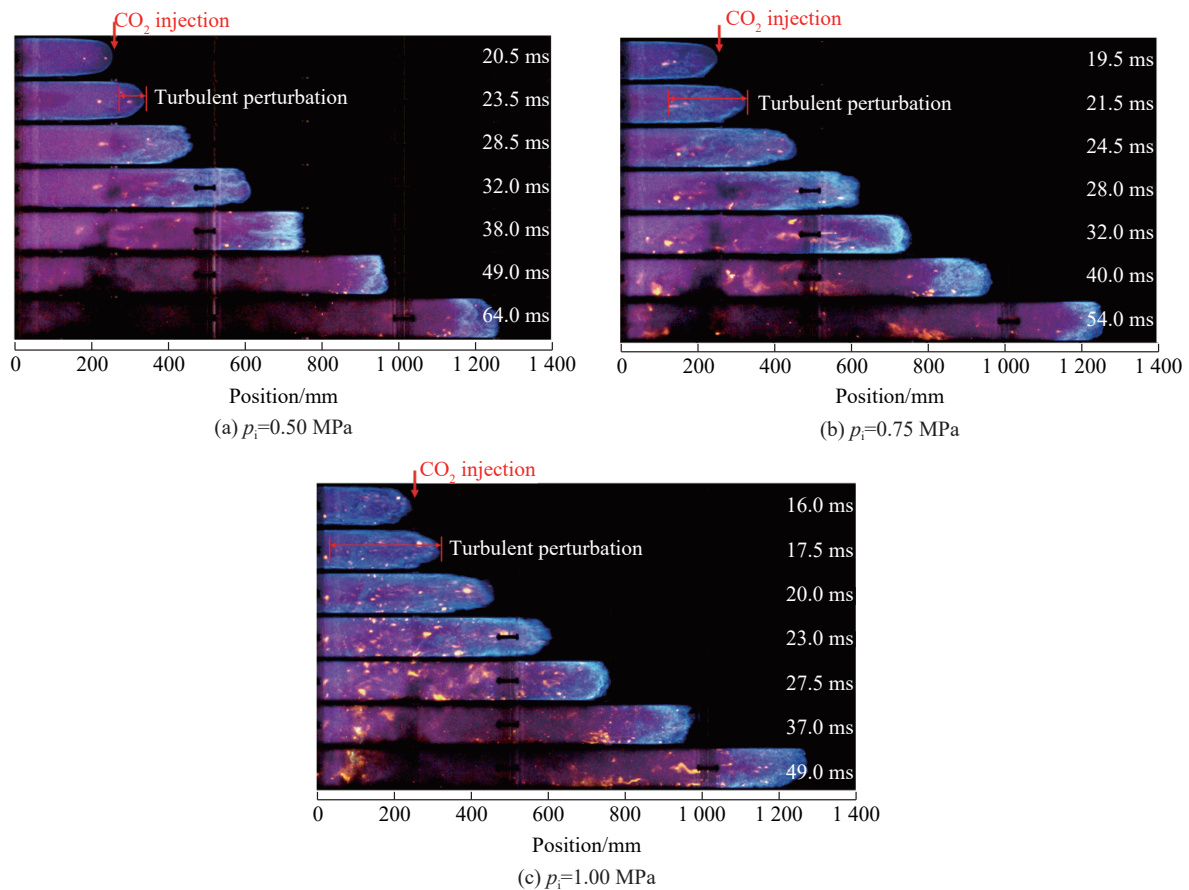 CO₂ injection
20.5 ms
23.5 ms
Turbulent perturbation
28.5 ms
32.0 ms
38.0 ms
49.0 ms
64.0 ms
0 200 400 600 800 1 000 1 200 1 400
Position/mm
(a) pᵢ=0.50 MPa
CO₂ injection
19.5 ms
21.5 ms
Turbulent perturbation
24.5 ms
28.0 ms
32.0 ms
40.0 ms
54.0 ms
0 200 400 600 800 1 000 1 200 1 400
Position/mm
(b) pᵢ=0.75 MPa
CO₂ injection
16.0 ms
17.5 ms
Turbulent perturbation
20.0 ms
23.0 ms
27.5 ms
37.0 ms
49.0 ms
0 200 400 600 800 1 000 1 200 1 400
Position/mm
(c) pᵢ=1.00 MPa